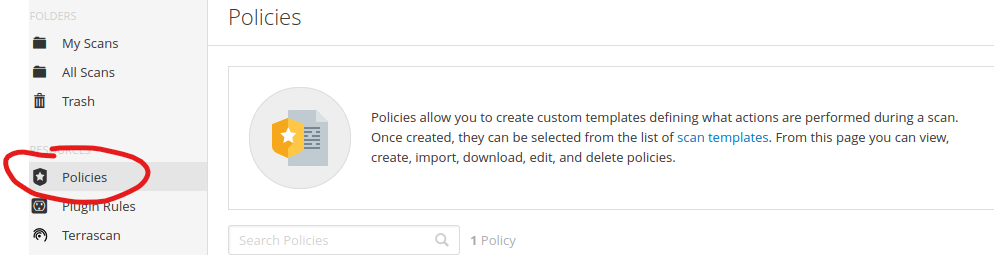 FOLDERS
My Scans
All Scans
Trash
RESOURCES
Policies
Plugin Rules
Terrascan
Policies
Policies allow you to create custom templates defining what actions are performed during a scan.
Once created, they can be selected from the list of scan templates. From this page you can view,
create, import, download, edit, and delete policies.
Search Policies
1 Policy